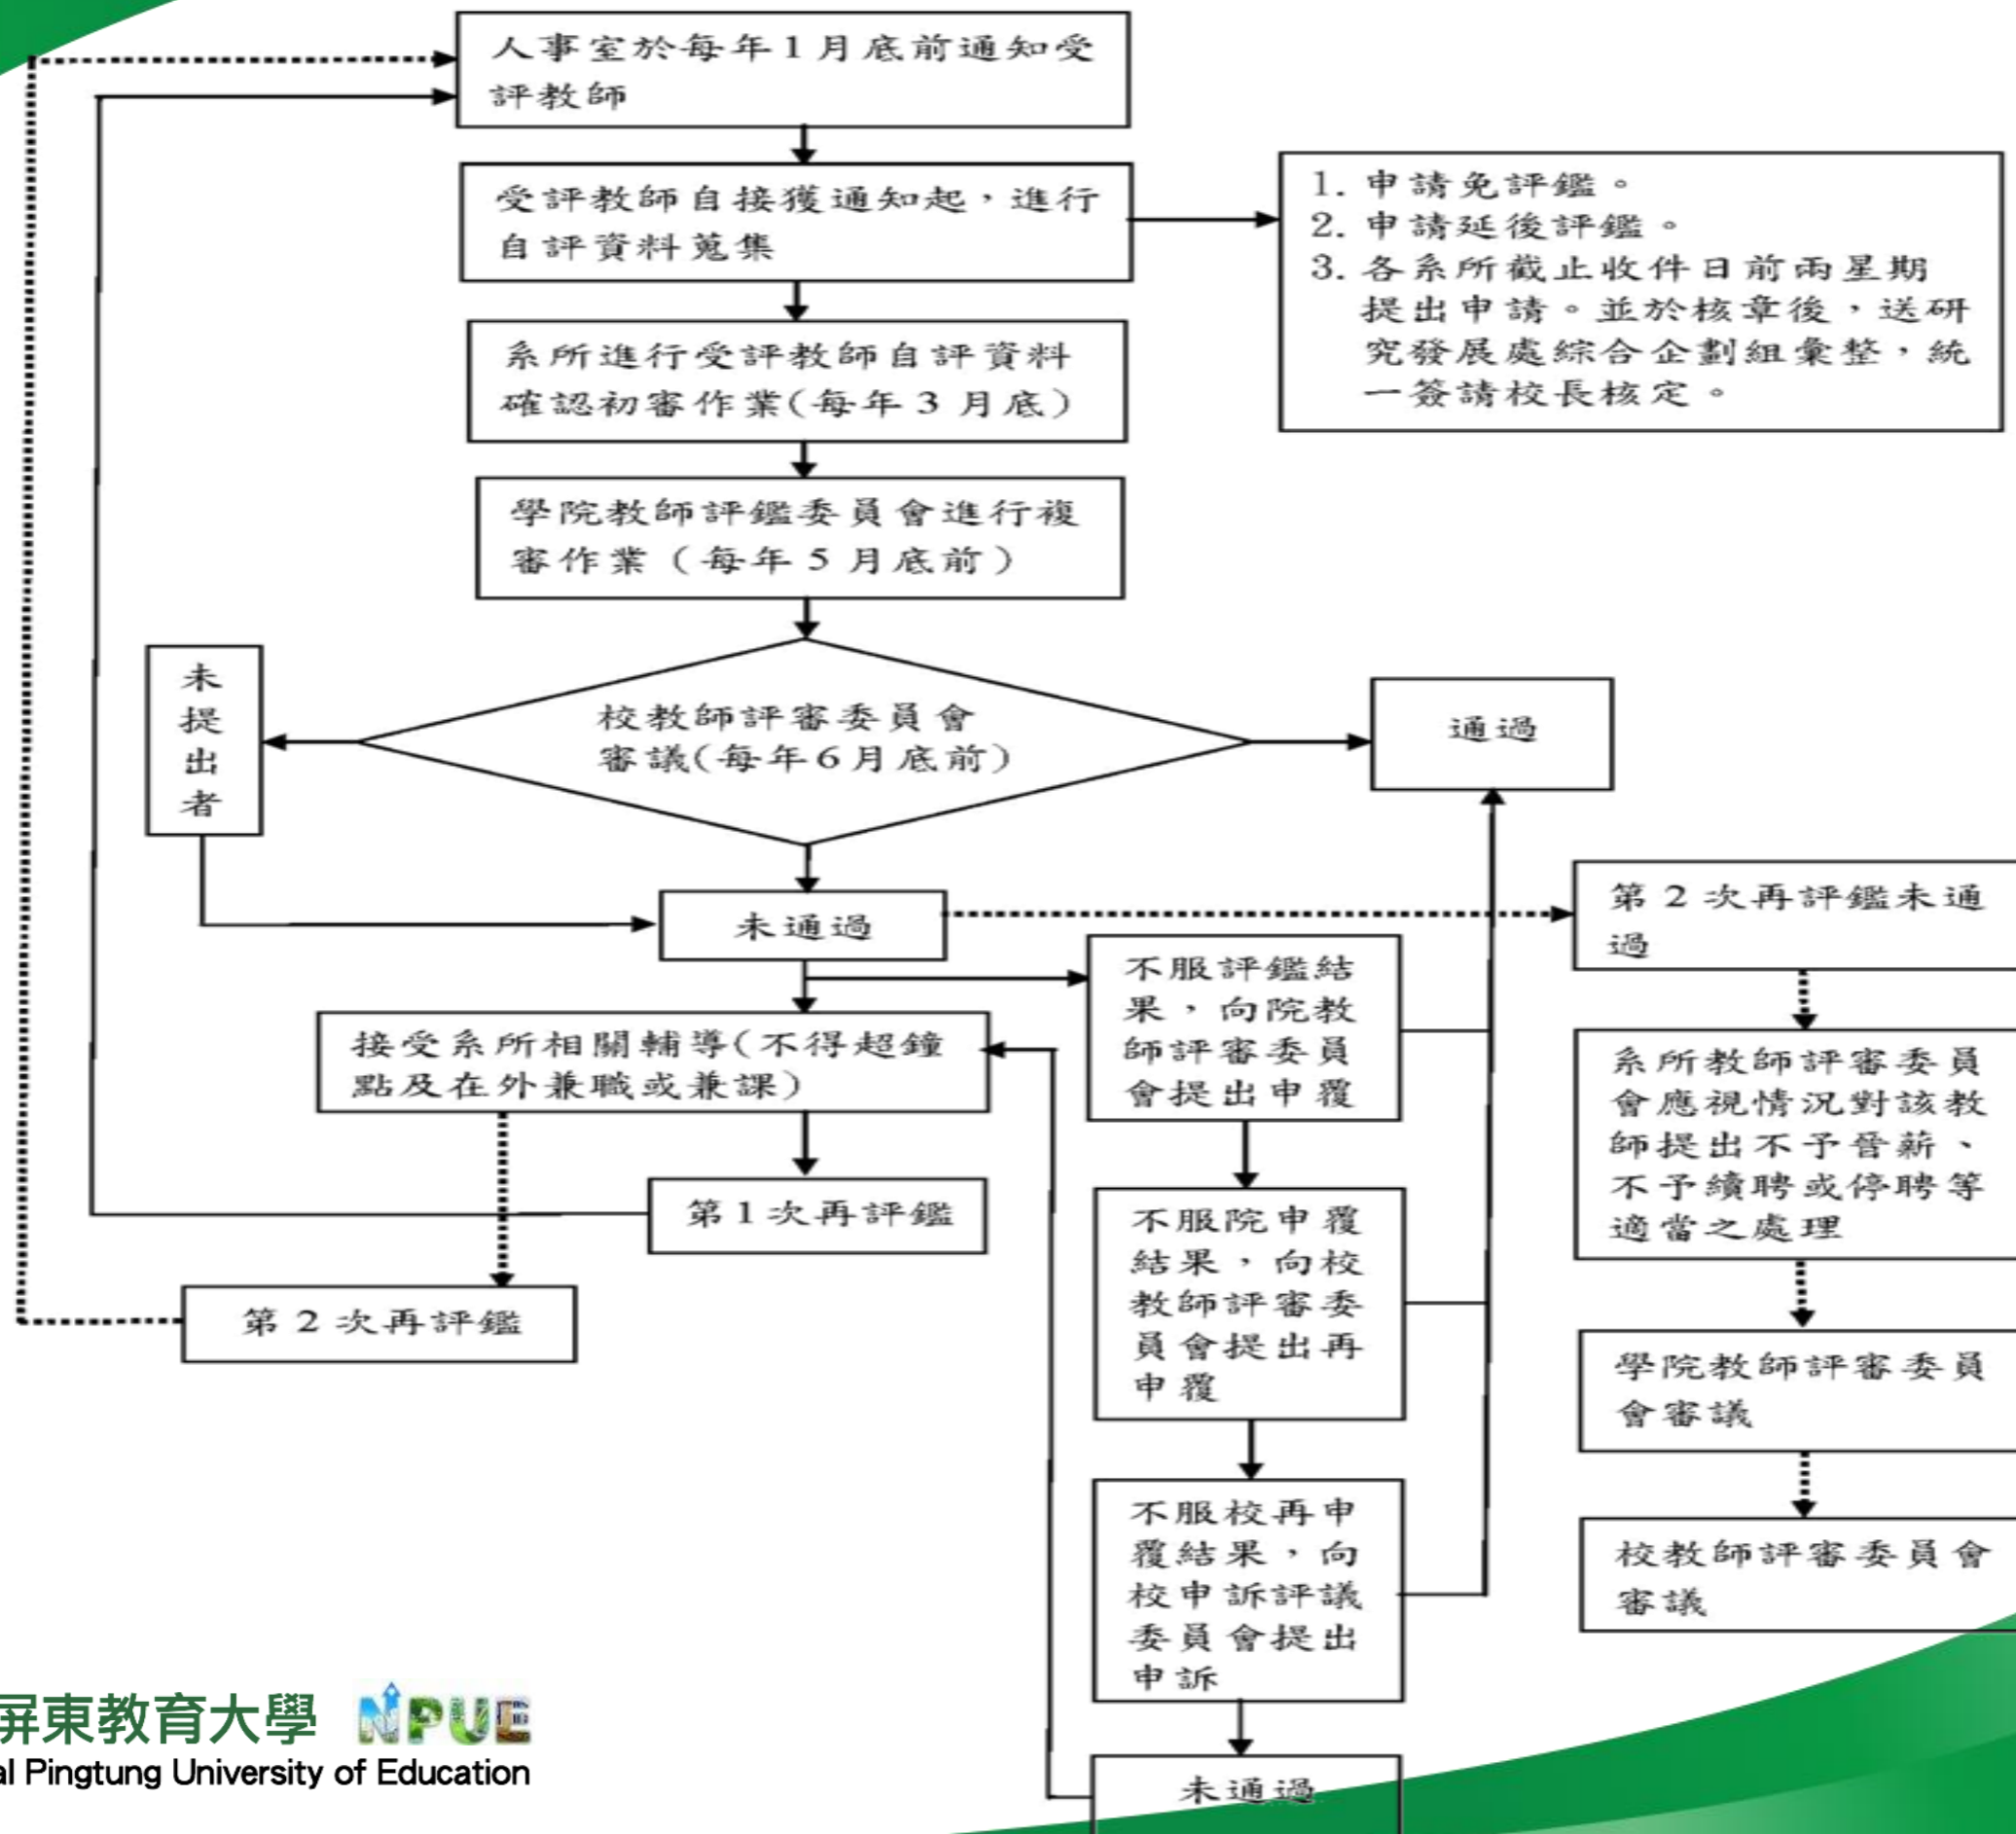 人事室於每年1月底前通知受
評教師
受評教師自接獲通知起，進行
自評資料蒐集
1. 申請免評鑑。
2. 申請延後評鑑。
3. 各系所截止收件日前兩星期
提出申請。並於核章後，送研
究發展處綜合企劃組彙整，統
一簽請校長核定。
系所進行受評教師自評資料
確認初審作業(每年3月底)
學院教師評鑑委員會進行複
審作業（每年5月底前）
未
提
出
者
校教師評審委員會
審議(每年6月底前)
通過
未通過
第2次再評鑑未通
過
不服評鑑結
果，向院教
師評審委員
會提出申覆
接受系所相關輔導(不得超鐘
點及在外兼職或兼課)
系所教師評審委員
會應視情況對該教
師提出不予晉薪、
不予續聘或停聘等
適當之處理
第1次再評鑑
不服院申覆
結果，向校
教師評審委
員會提出再
申覆
第2次再評鑑
學院教師評審委員
會審議
不服校再申
覆結果，向
校申訴評議
委員會提出
申訴
校教師評審委員會
審議
未通過
屏東教育大學 NPUE
al Pingtung University of Education